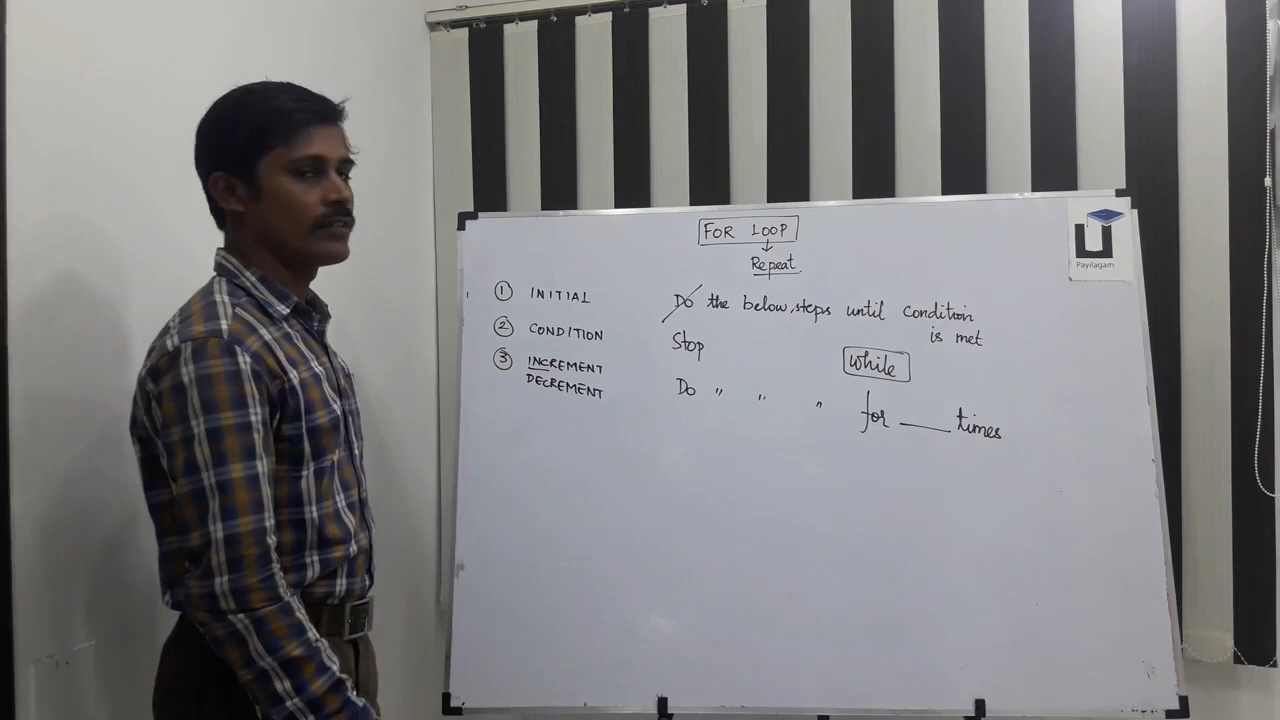 FOR LOOP
Repeat
① INITIAL
② CONDITION
③ INCREMENT
DECREMENT
Do the below steps until condition
is met
Stop
while
Do " " "
for ___ times
Payilagam